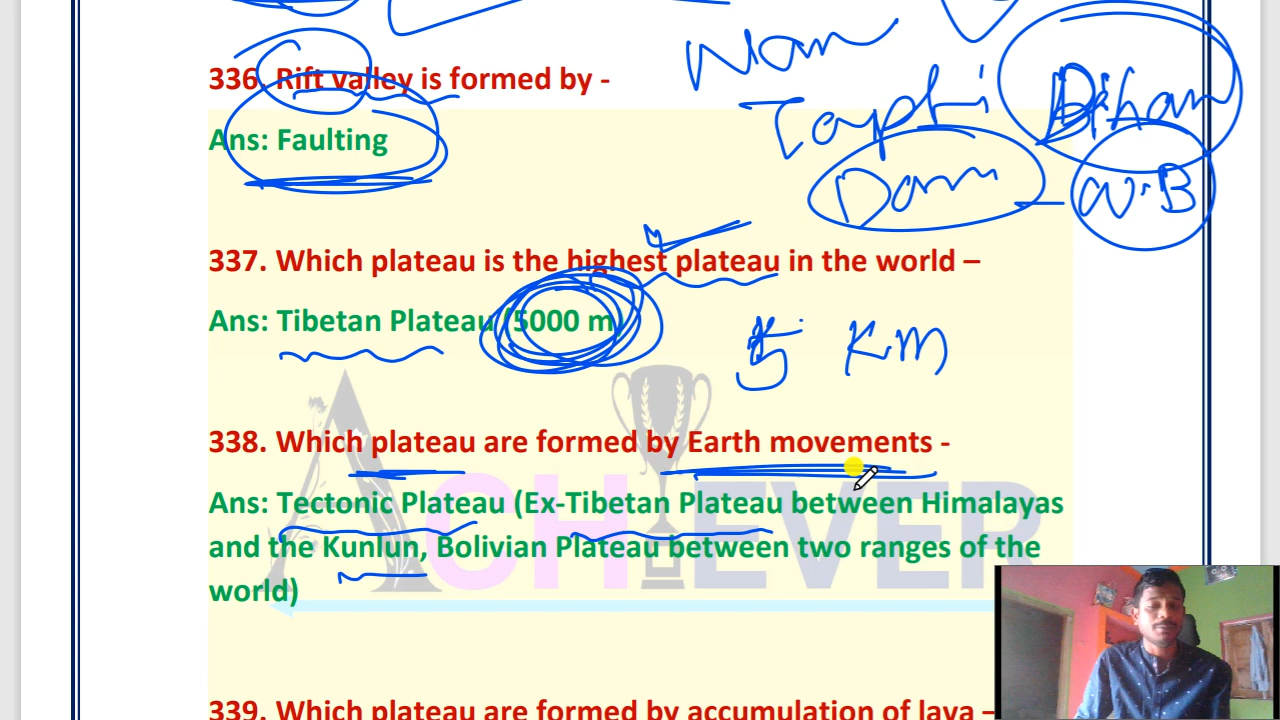 336. Rift valley is formed by -
Ans: Faulting
Nam
Tapti
Bihar
Dam – W.B
337. Which plateau is the highest plateau in the world –
Ans: Tibetan Plateau (5000 m)
5 KM
338. Which plateau are formed by Earth movements -
Ans: Tectonic Plateau (Ex-Tibetan Plateau between Himalayas
and the Kunlun, Bolivian Plateau between two ranges of the
world)
ACHIEVER
339. Which plateau are formed by accumulation of lava –